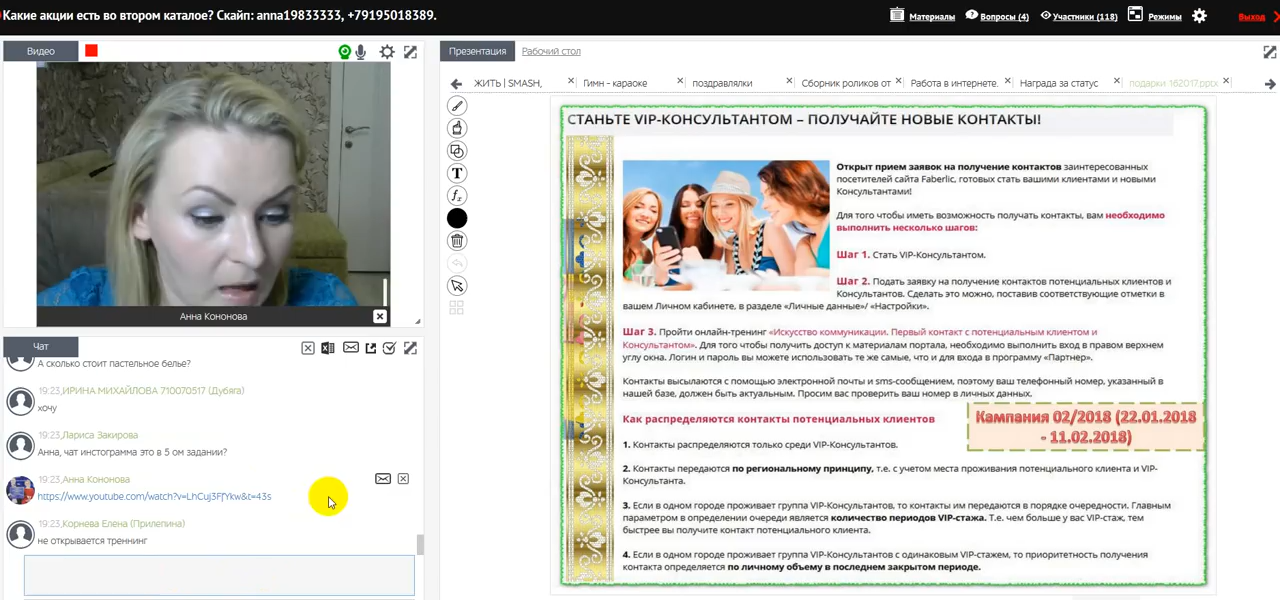 Какие акции есть во втором каталое? Скайп: anna19833333, +79195018389.
Материалы
Вопросы (4)
Участники (118)
Режимы
Выход
Видео
Анна Кононова
Чат
А сколько стоит пастельное белье?
19:23,ИРИНА МИХАЙЛОВА 710070517 (Дубяга)
хочу
19:23,Лариса Закирова
Анна, чат инстограмма это в 5 ом задании?
19:23,Анна Кононова
https://www.youtube.com/watch?v=LhCuj3FfYkw&t=43s
19:23,Корнева Елена (Прилепина)
не открывается треннинг
Презентация
Рабочий стол
ЖИТЬ | SMASH,
Гимн - караоке
поздравлялки
Сборник роликов от
Работа в интернете.
Награда за статус
подарки 162017.pptx
СТАНЬТЕ VIP-КОНСУЛЬТАНТОМ – ПОЛУЧАЙТЕ НОВЫЕ КОНТАКТЫ!
Открыт прием заявок на получение контактов заинтересованных
посетителей сайта Faberlic, готовых стать вашими клиентами и новыми
Консультантами!
Для того чтобы иметь возможность получать контакты, вам необходимо
выполнить несколько шагов:
Шаг 1. Стать VIP-Консультантом.
Шаг 2. Подать заявку на получение контактов потенциальных клиентов и
Консультантов. Сделать это можно, поставив соответствующие отметки в
вашем Личном кабинете, в разделе «Личные данные»/ «Настройки».
Шаг 3. Пройти онлайн-тренинг «Искусство коммуникации. Первый контакт с потенциальным клиентом и
Консультантом». Для того чтобы получить доступ к материалам портала, необходимо выполнить вход в правом верхнем
углу окна. Логин и пароль вы можете использовать те же самые, что и для входа в программу «Партнер».
Контакты высылаются с помощью электронной почты и sms-сообщением, поэтому ваш телефонный номер, указанный в
нашей базе, должен быть актуальным. Просим вас проверить ваш номер в личных данных.
Как распределяются контакты потенциальных клиентов
Кампания 02/2018 (22.01.2018
- 11.02.2018)
1. Контакты распределяются только среди VIP-Консультантов.
2. Контакты передаются по региональному принципу, т.е. с учетом места проживания потенциального клиента и VIP-
Консультанта.
3. Если в одном городе проживает группа VIP-Консультантов, то контакты им передаются в порядке очередности. Главным
параметром в определении очереди является количество периодов VIP-стажа. Т.е. чем больше у вас VIP-стаж, тем
быстрее вы получите контакт потенциального клиента.
4. Если в одном городе проживает группа VIP-Консультантов с одинаковым VIP-стажем, то приоритетность получения
контакта определяется по личному объему в последнем закрытом периоде.